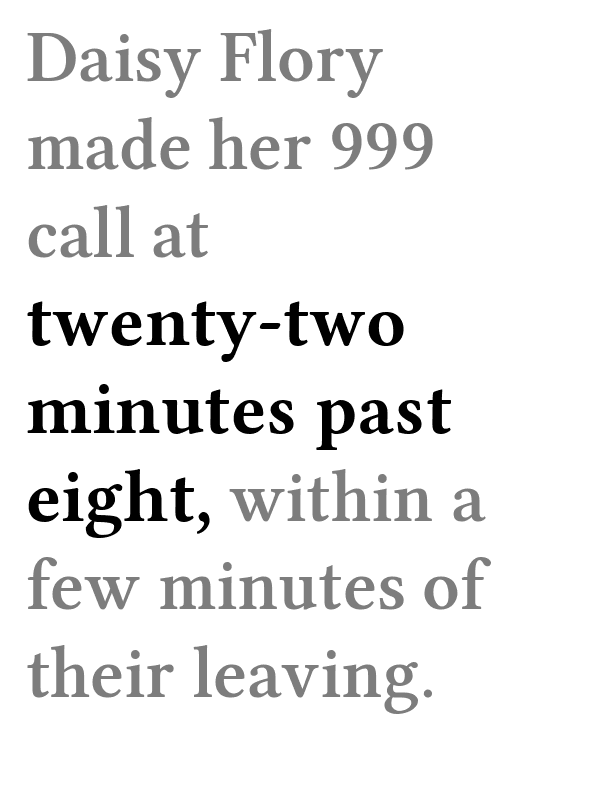 Daisy Flory
made her 999
call at
twenty-two
minutes past
eight, within a
few minutes of
their leaving.